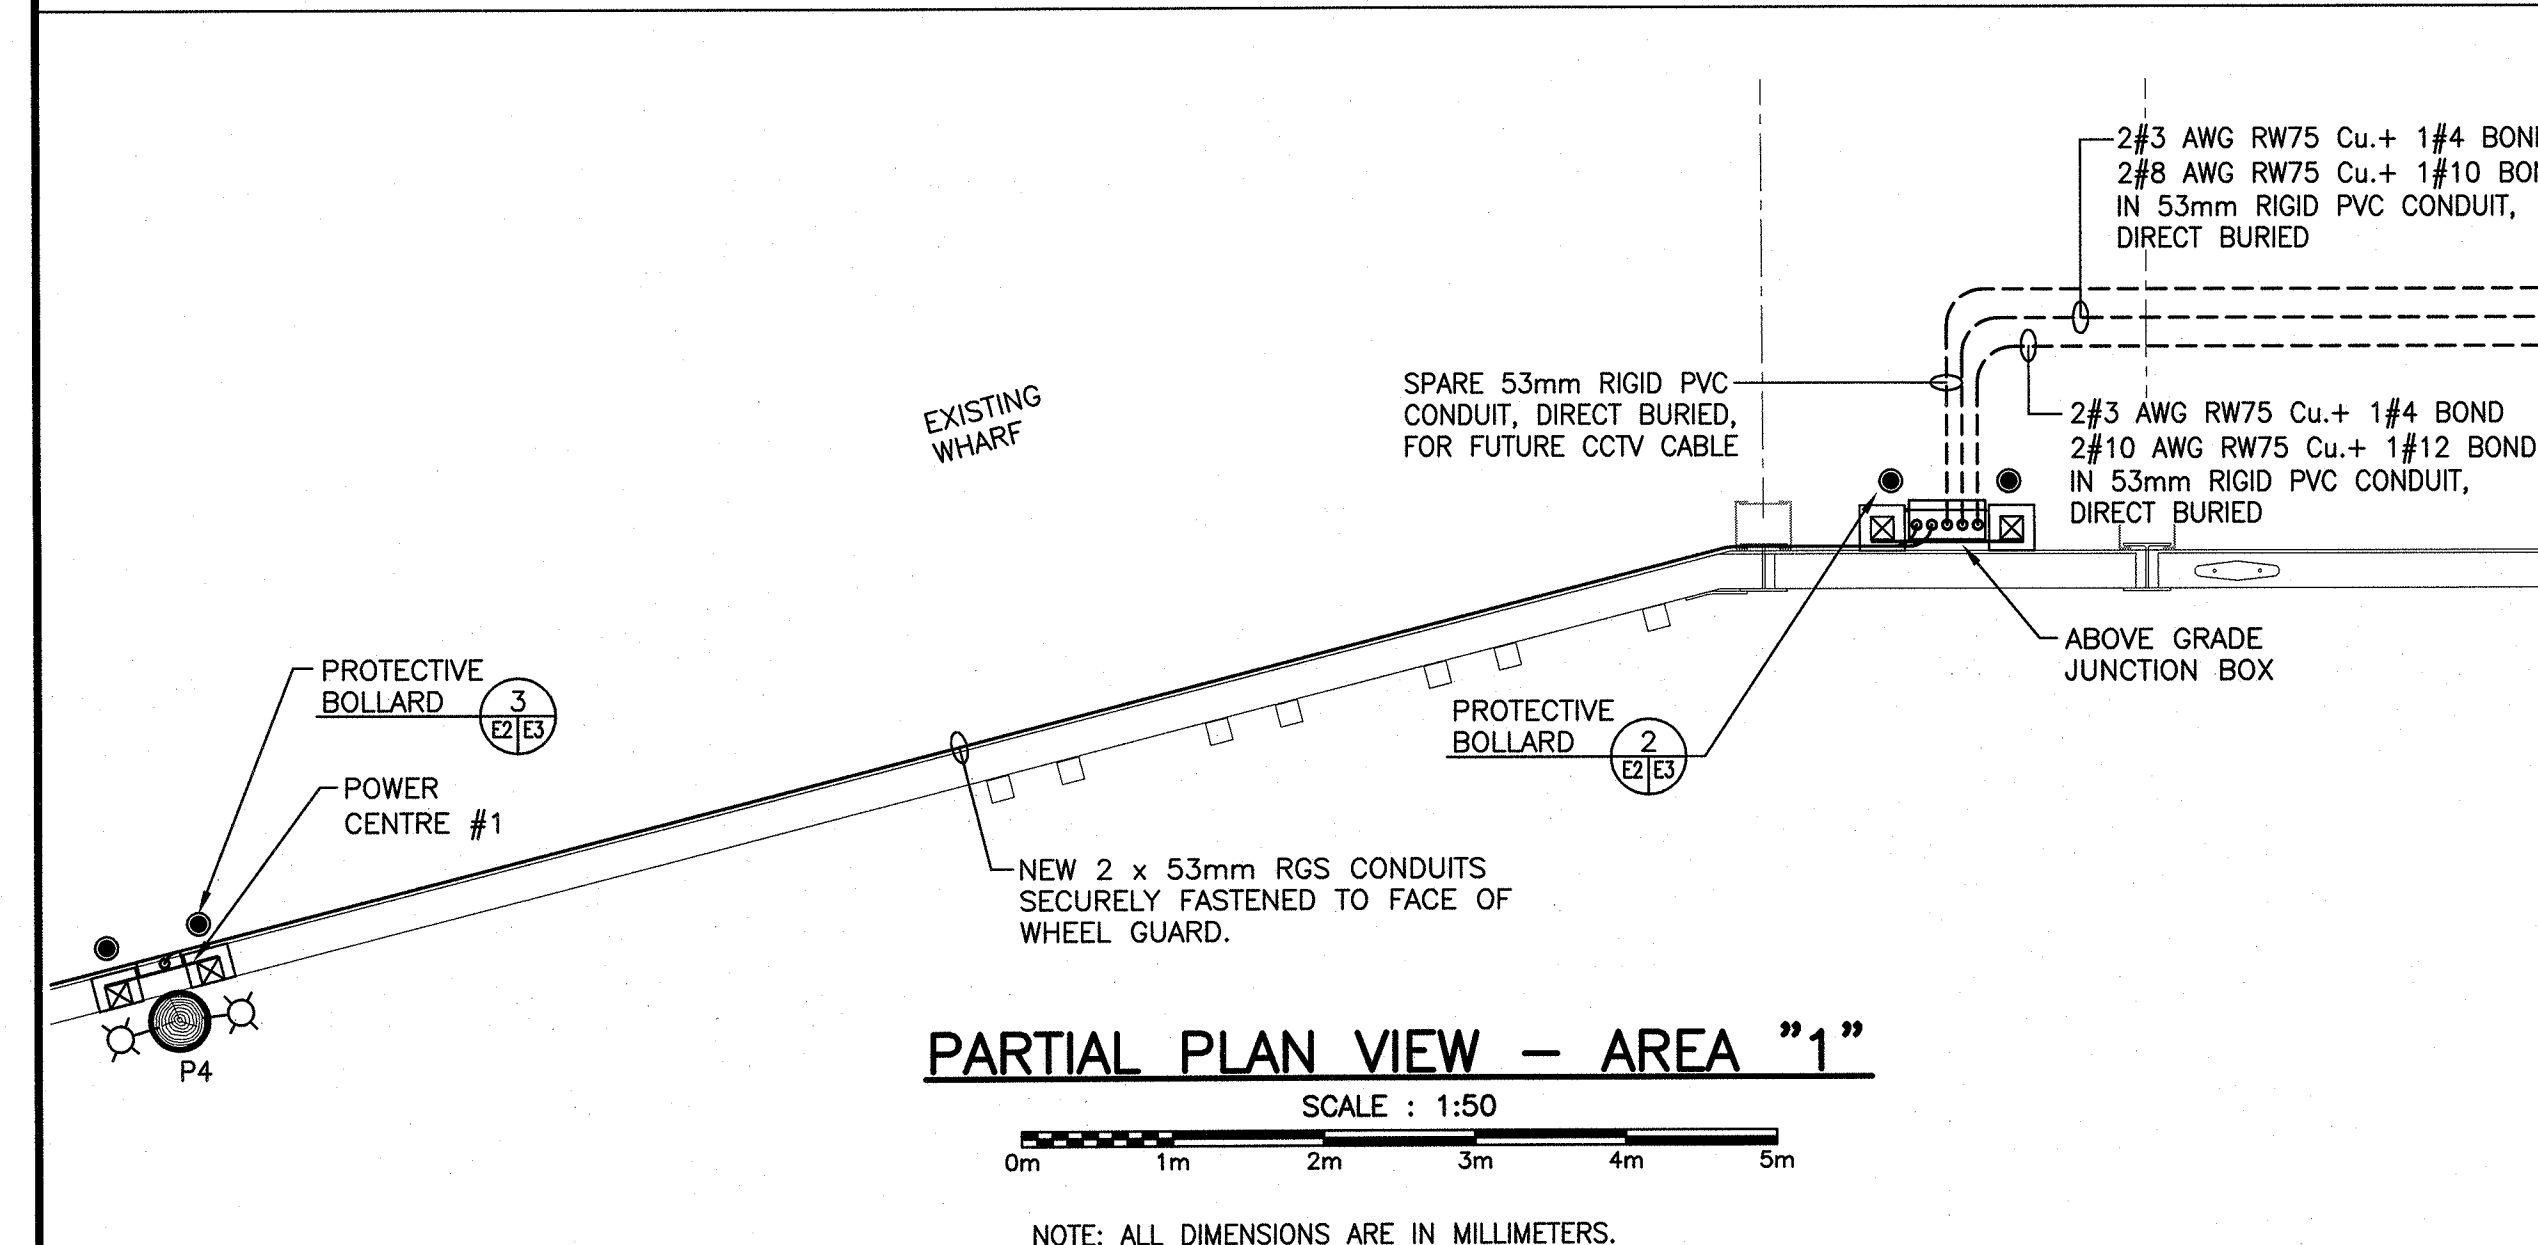 2#3 AWG RW75 Cu.+ 1#4 BOND
2#8 AWG RW75 Cu.+ 1#10
IN 53mm RIGID PVC CONDUIT,
DIRECT BURIED
SPARE 53mm RIGID PVC
CONDUIT, DIRECT BURIED,
FOR FUTURE CCTV CABLE
EXISTING
WHARF
2#3 AWG RW75 Cu.+ 1#4 BOND
2#10 AWG RW75 Cu.+ 1#12 BOND
IN 53mm RIGID PVC CONDUIT,
DIRECT BURIED
ABOVE GRADE
JUNCTION BOX
PROTECTIVE
BOLLARD
3
E2 E3
PROTECTIVE
BOLLARD
2
E2 E3
POWER
CENTRE #1
NEW 2 x 53mm RGS CONDUITS
SECURELY FASTENED TO FACE OF
WHEEL GUARD.
P4
PARTIAL PLAN VIEW – AREA "1"
SCALE : 1:50
0m 1m 2m 3m 4m 5m
NOTE: ALL DIMENSIONS ARE IN MILLIMETERS.